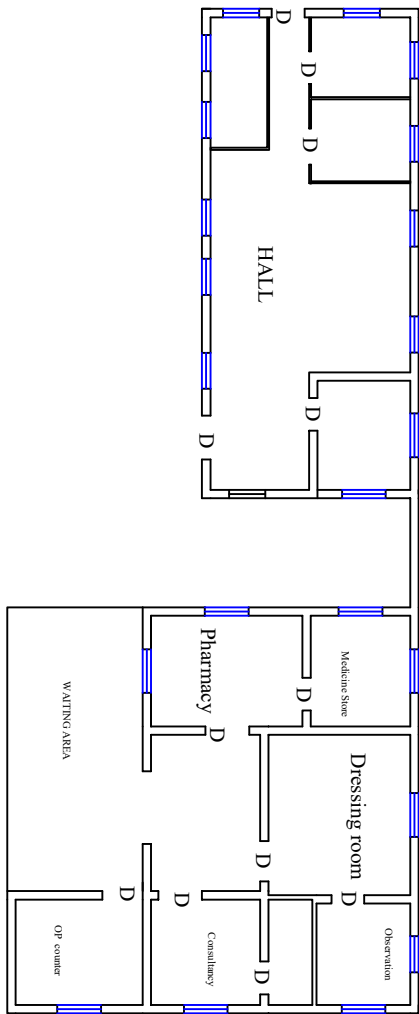 D
D
D
HALL
D
D
Medicine Store
Pharmacy
D
D
WAITING AREA
Dressing room
D
D
D
D
Observation
Consultancy
OP counter
D